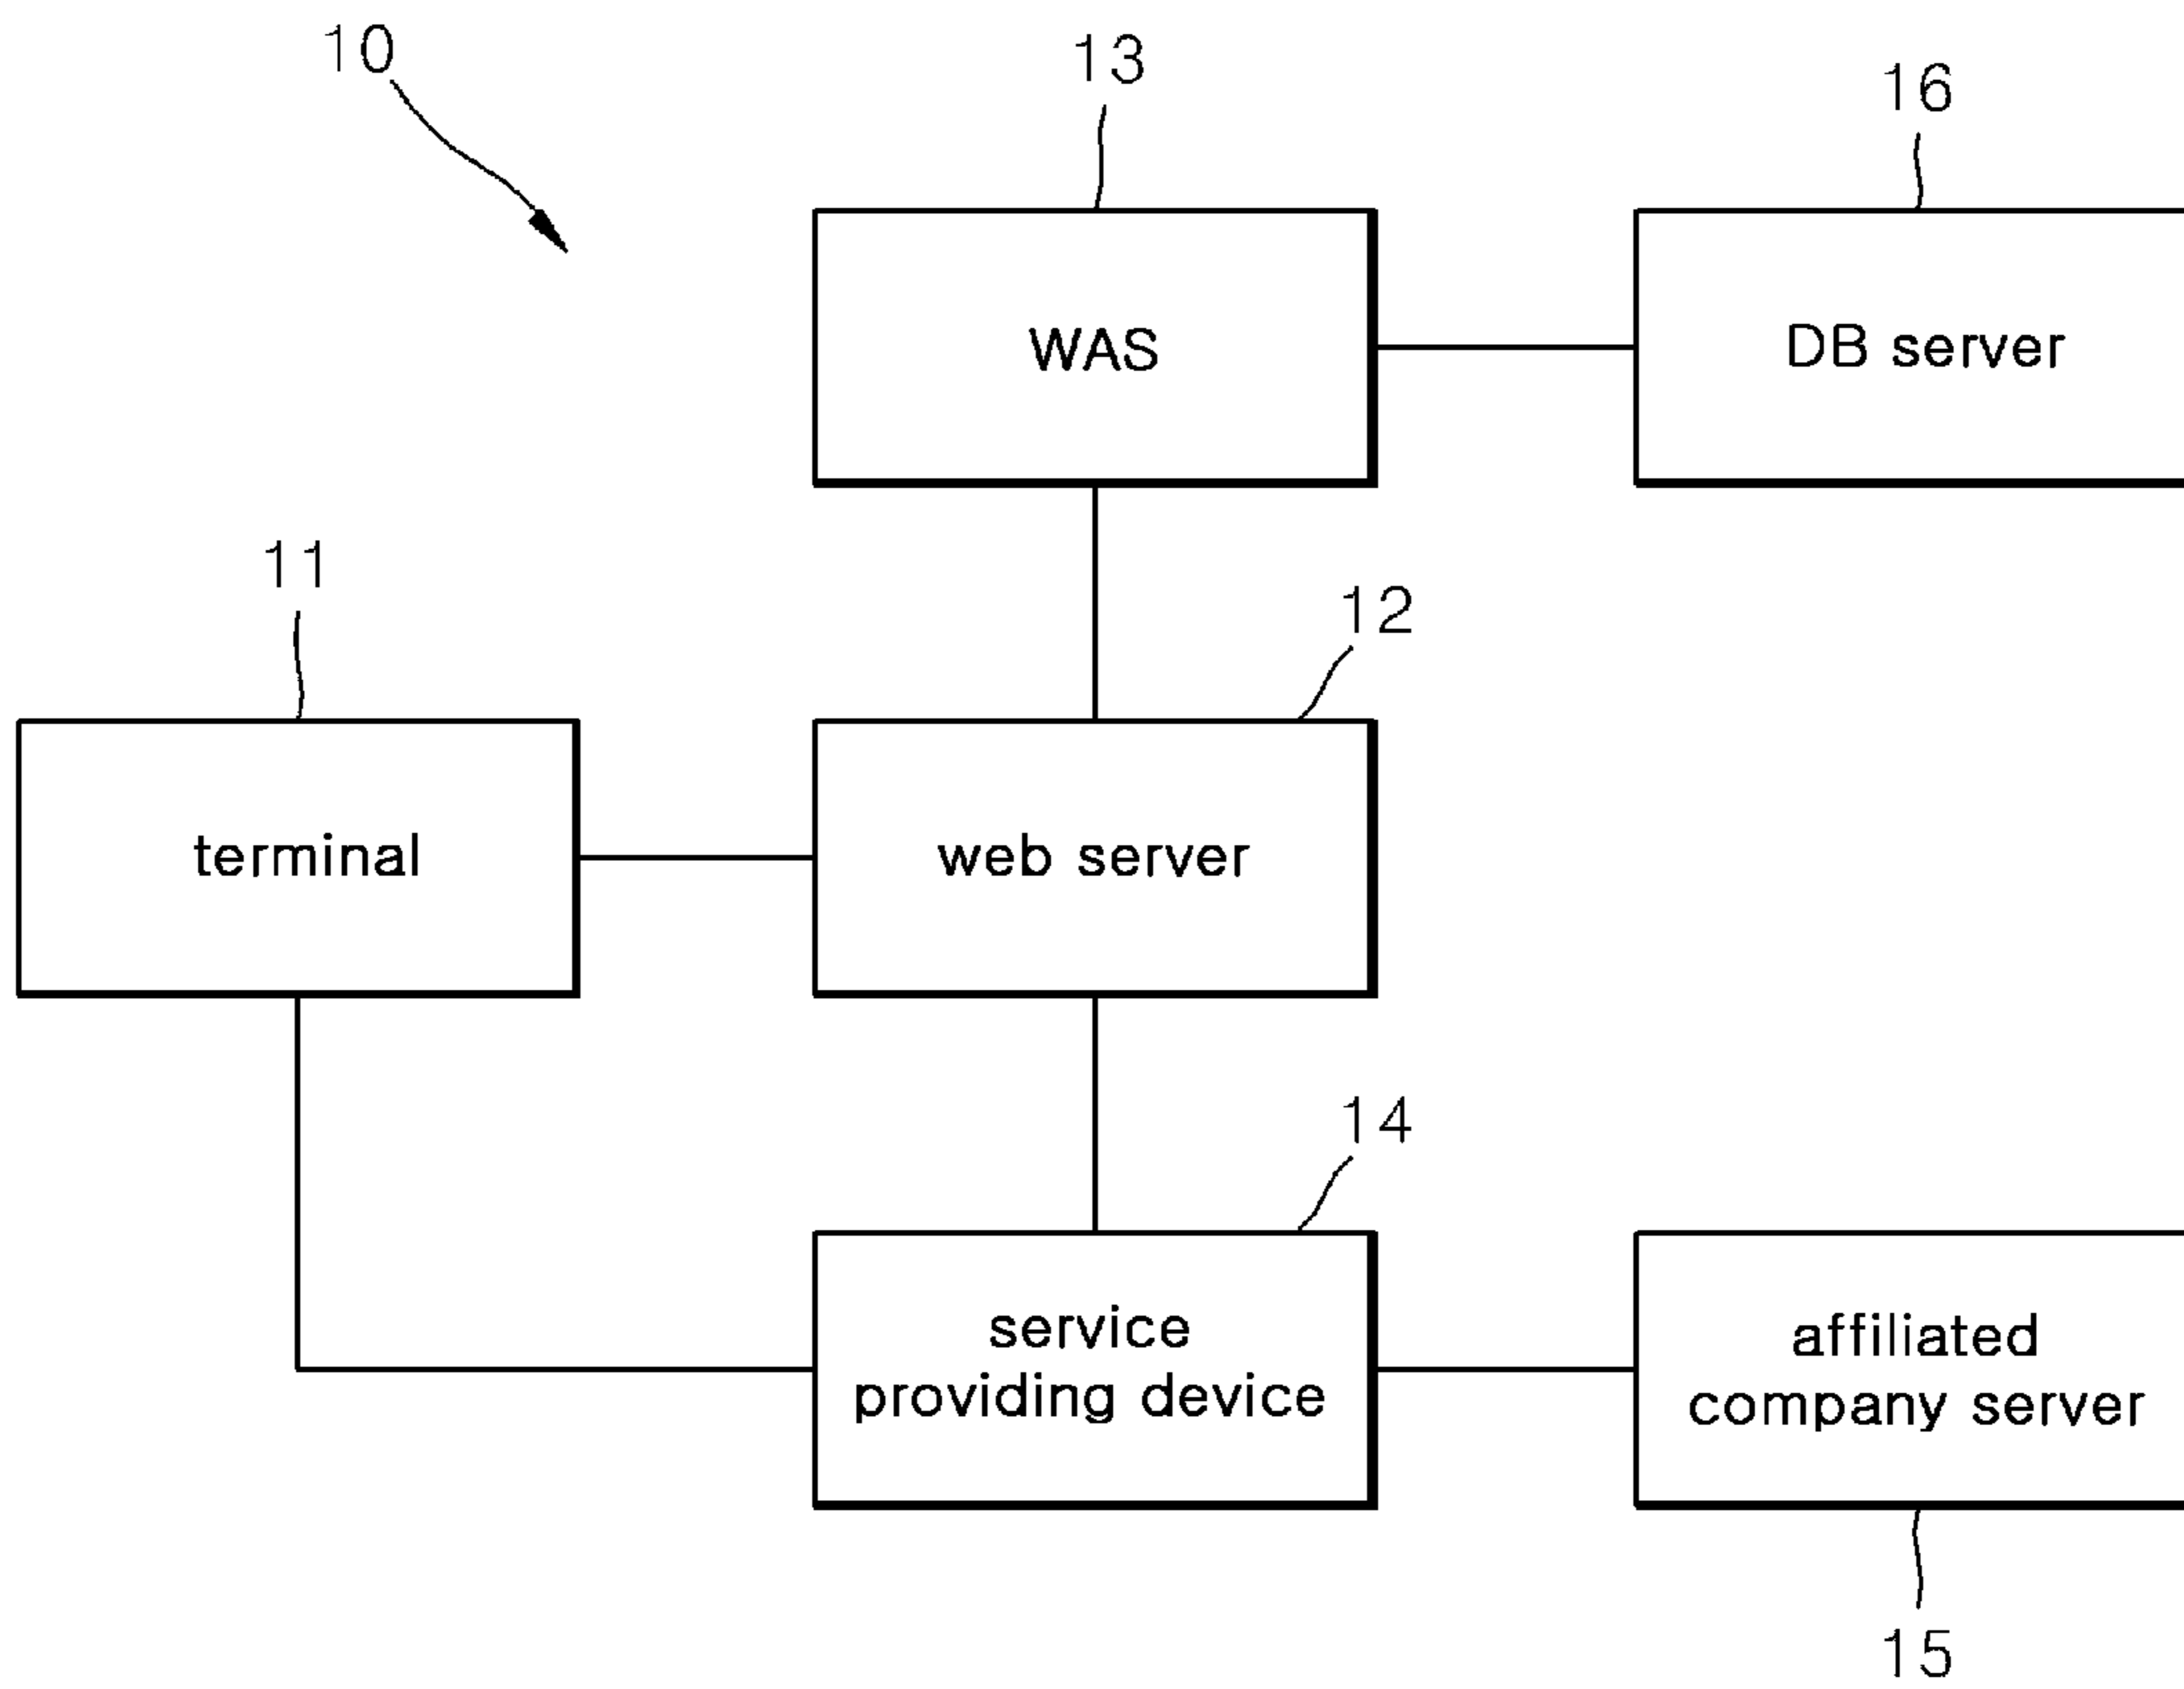 10
13
16
WAS
DB server
11
12
terminal
web server
14
service
providing device
affiliated
company server
15